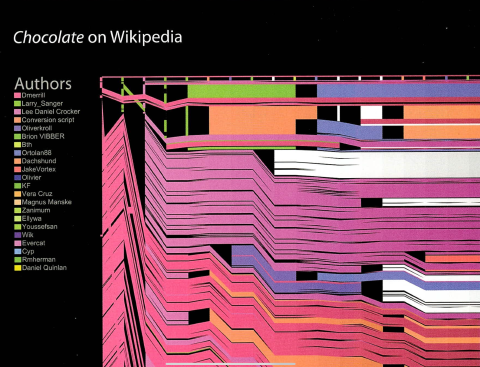 Chocolate on Wikipedia
Authors
Dmerrill
Larry_Sanger
Lee Daniel Crocker
Conversion script
Oliverkroll
Brion VIBBER
Bth
Ortolan88
Dachshund
JakeVortex
Olivier
KF
Vera Cruz
Magnus Manske
Zanimum
Ellywa
Youssefsan
Wik
Evercat
Cyp
Rmherman
Daniel Quinlan